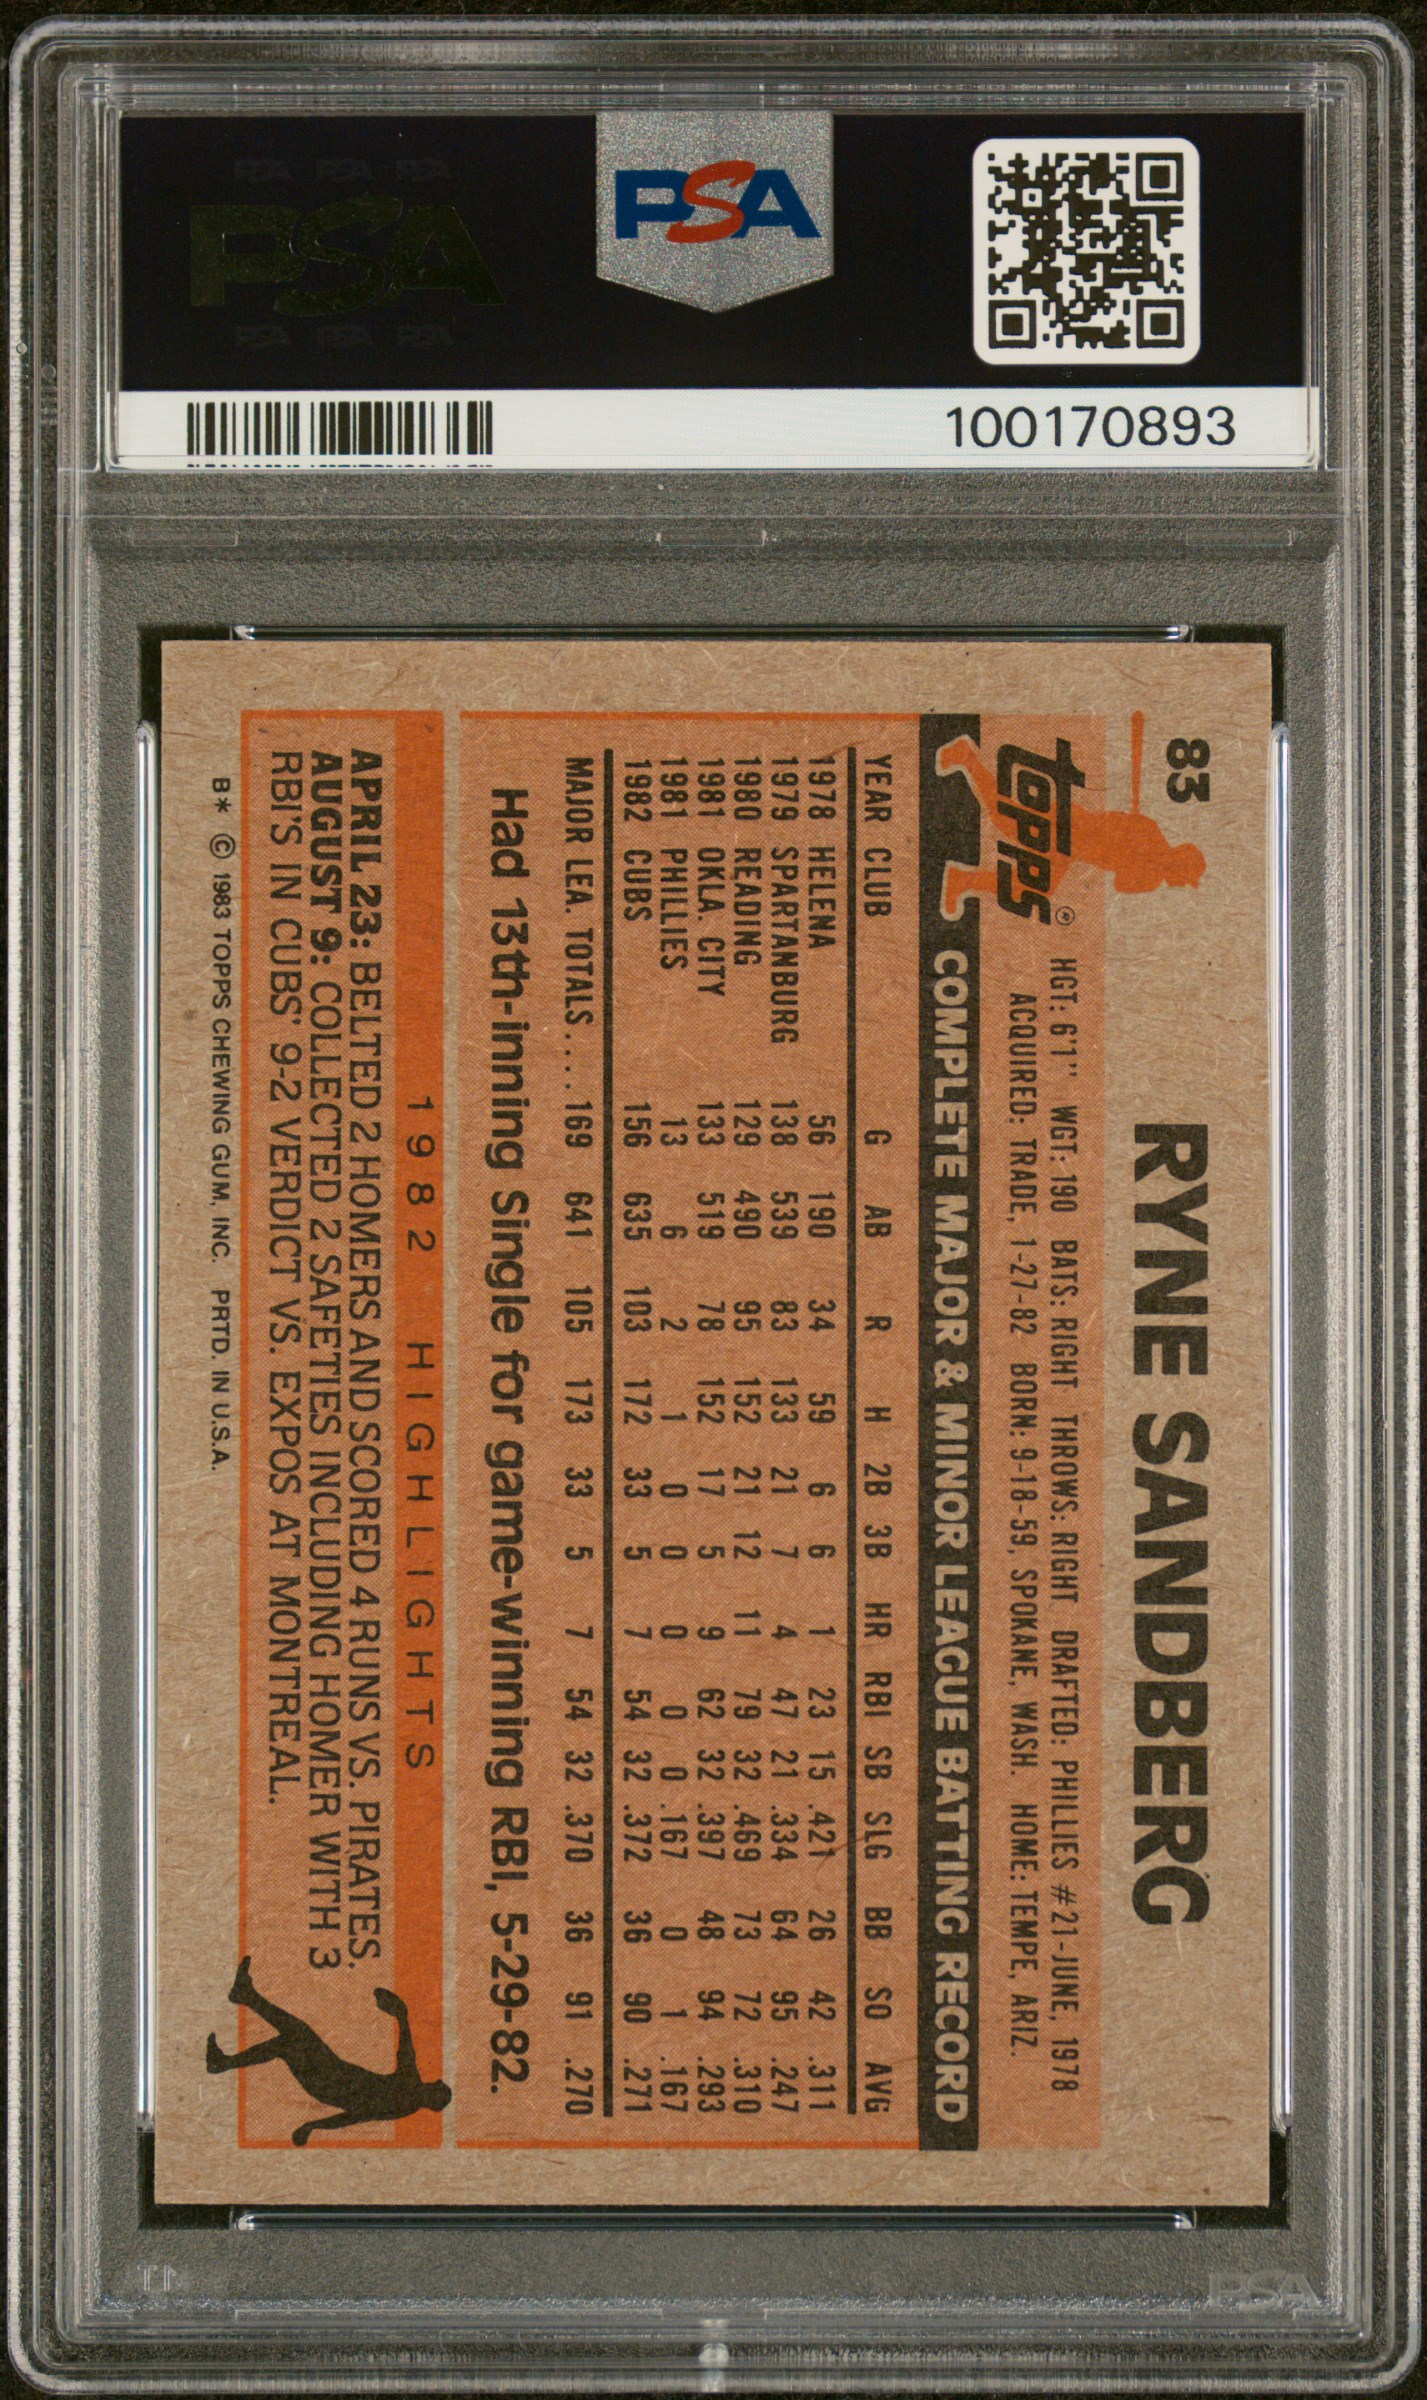 PSA PSA PSA
PSA
PSA PSA PSA
PSA
100170893
83
RYNE SANDBERG
topps®
HGT: 6'1" WGT: 190 BATS: RIGHT THROWS: RIGHT DRAFTED: PHILLIES #21-JUNE, 1978
ACQUIRED: TRADE, 1-27-82 BORN: 9-18-59, SPOKANE, WASH. HOME: TEMPE, ARIZ.
COMPLETE MAJOR & MINOR LEAGUE BATTING RECORD
YEAR CLUB G AB R H 2B 3B HR RBI SB SLG BB SO AVG
1978 HELENA 56 190 34 59 6 6 1 23 15 .421 26 42 .311
1979 SPARTANBURG 138 539 83 133 21 7 4 47 21 .334 64 95 .247
1980 READING 129 490 95 152 21 12 11 79 32 .469 73 72 .310
1981 OKLA. CITY 133 519 78 152 17 5 9 62 32 .397 48 94 .293
1981 PHILLIES 13 6 2 1 0 0 0 0 0 .167 0 1 .167
1982 CUBS 156 635 103 172 33 5 7 54 32 .372 36 90 .271
MAJOR LEA. TOTALS.... 169 641 105 173 33 5 7 54 32 .370 36 91 .270
Had 13th-inning Single for game-winning RBI, 5-29-82.
1982 HIGHLIGHTS
APRIL 23: BELTED 2 HOMERS AND SCORED 4 RUNS VS. PIRATES.
AUGUST 9: COLLECTED 2 SAFETIES INCLUDING HOMER WITH 3
RBI'S IN CUBS' 9-2 VERDICT VS. EXPOS AT MONTREAL.
B* © 1983 TOPPS CHEWING GUM, INC. PRTD. IN U.S.A.
PSA